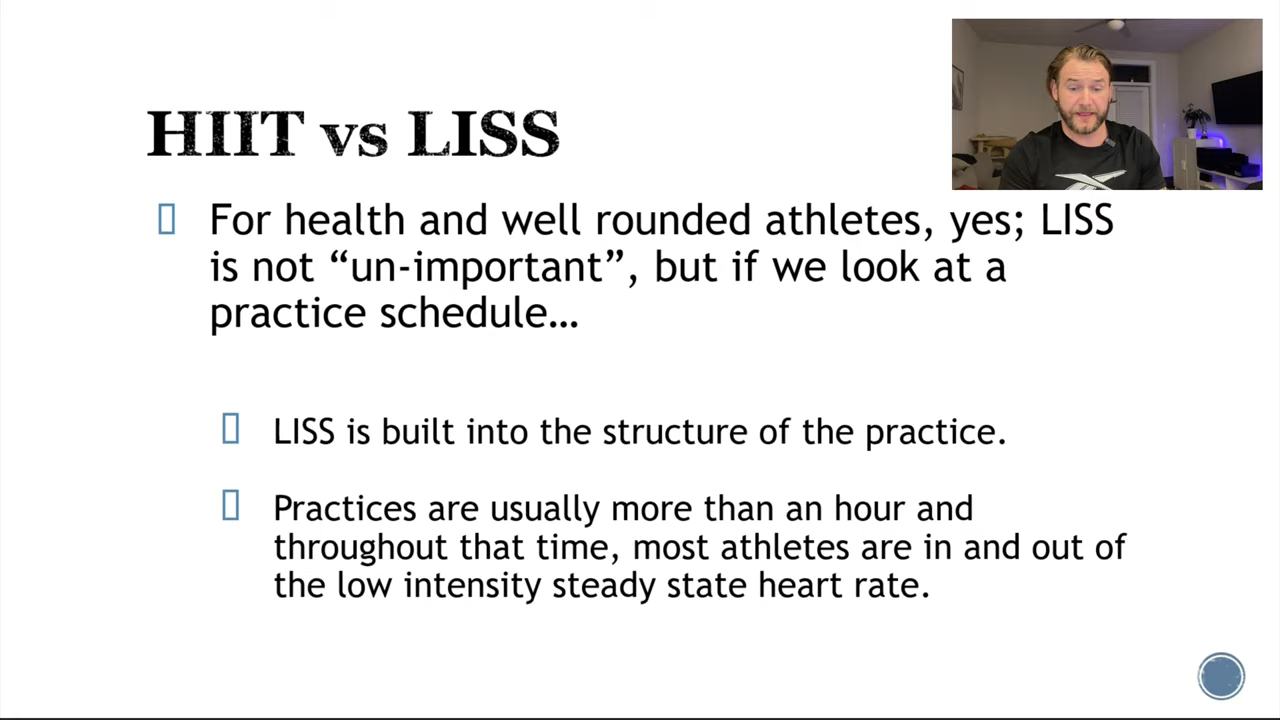 HIIT vs LISS
For health and well rounded athletes, yes; LISS
is not “un-important”, but if we look at a
practice schedule…
LISS is built into the structure of the practice.
Practices are usually more than an hour and
throughout that time, most athletes are in and out of
the low intensity steady state heart rate.